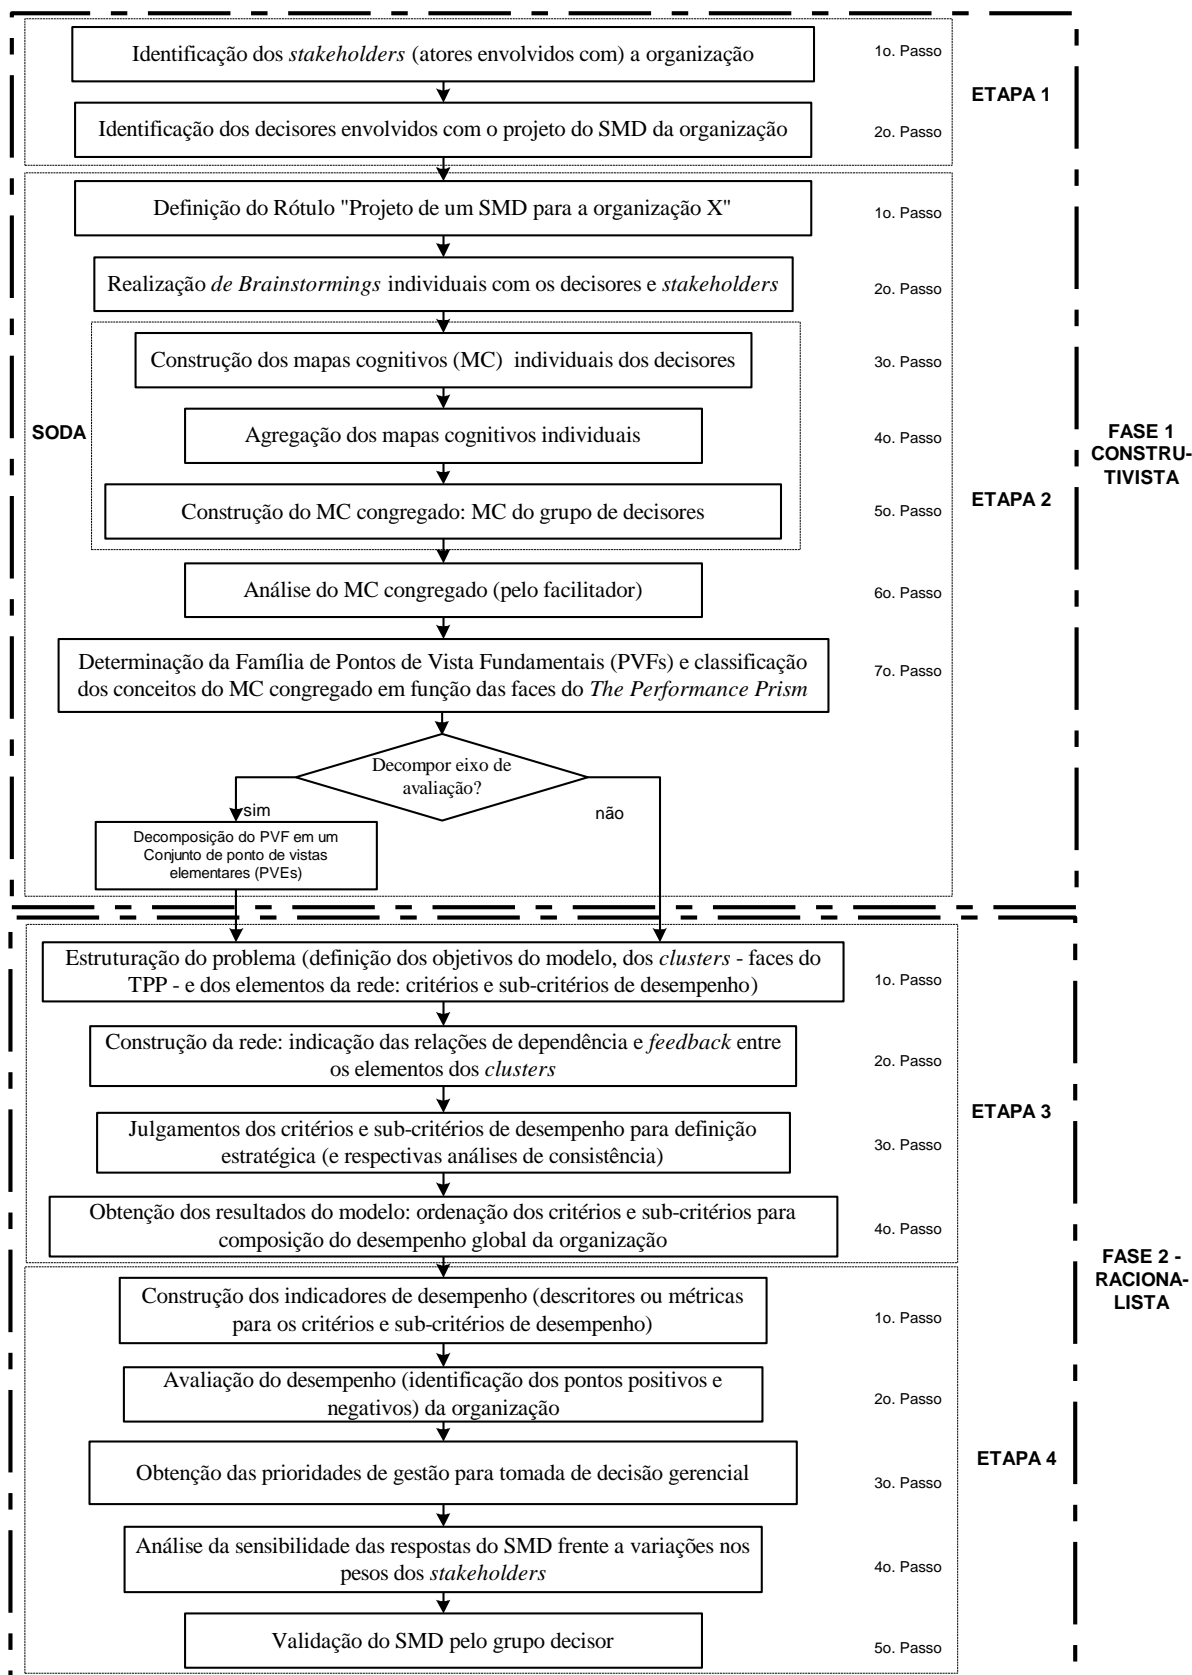 Identificação dos stakeholders (atores envolvidos com) a organização
1o. Passo
ETAPA 1
Identificação dos decisores envolvidos com o projeto do SMD da organização
2o. Passo
Definição do Rótulo "Projeto de um SMD para a organização X"
1o. Passo
Realização de Brainstormings individuais com os decisores e stakeholders
2o. Passo
Construção dos mapas cognitivos (MC) individuais dos decisores
3o. Passo
SODA
Agregação dos mapas cognitivos individuais
4o. Passo
FASE 1
CONSTRU-
TIVISTA
Construção do MC congregado: MC do grupo de decisores
5o. Passo
ETAPA 2
Análise do MC congregado (pelo facilitador)
6o. Passo
Determinação da Família de Pontos de Vista Fundamentais (PVFs) e classificação
dos conceitos do MC congregado em função das faces do The Performance Prism
7o. Passo
Decompor eixo de
avaliação?
sim
não
Decomposição do PVF em um
Conjunto de ponto de vistas
elementares (PVEs)
Estruturação do problema (definição dos objetivos do modelo, dos clusters - faces do
TPP - e dos elementos da rede: critérios e sub-critérios de desempenho)
1o. Passo
Construção da rede: indicação das relações de dependência e feedback entre
os elementos dos clusters
2o. Passo
ETAPA 3
Julgamentos dos critérios e sub-critérios de desempenho para definição
estratégica (e respectivas análises de consistência)
3o. Passo
Obtenção dos resultados do modelo: ordenação dos critérios e sub-critérios para
composição do desempenho global da organização
4o. Passo
FASE 2 -
RACIONA-
LISTA
Construção dos indicadores de desempenho (descritores ou métricas
para os critérios e sub-critérios de desempenho)
1o. Passo
Avaliação do desempenho (identificação dos pontos positivos e
negativos) da organização
2o. Passo
ETAPA 4
Obtenção das prioridades de gestão para tomada de decisão gerencial
3o. Passo
Análise da sensibilidade das respostas do SMD frente a variações nos
pesos dos stakeholders
4o. Passo
Validação do SMD pelo grupo decisor
5o. Passo